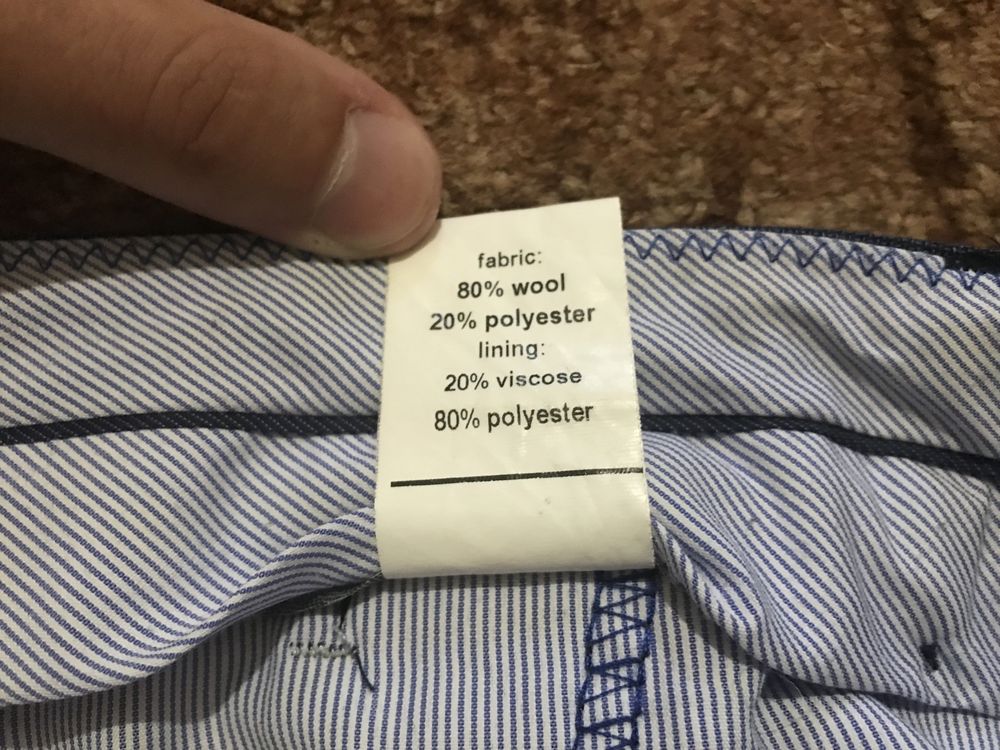 fabric:
80% wool
20% polyester
lining:
20% viscose
80% polyester